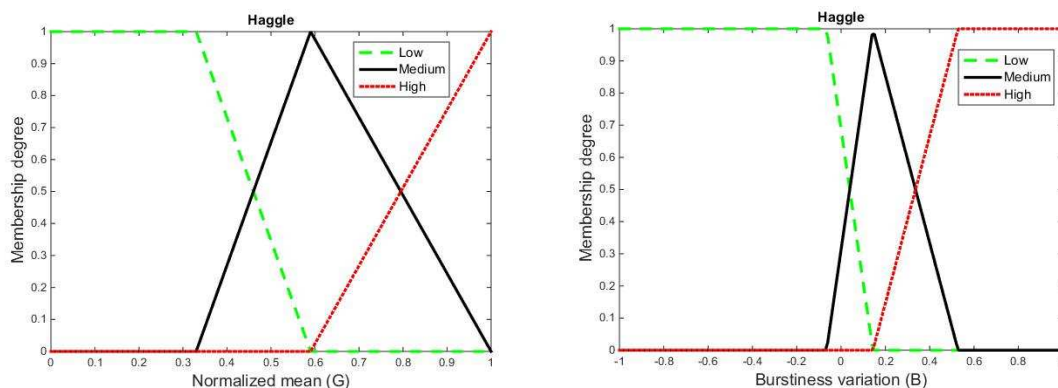 Haggle
1
0.9
0.8
0.7
0.6
0.5
0.4
0.3
0.2
0.1
0
Membership degree
Low
Medium
High
0 0.1 0.2 0.3 0.4 0.5 0.6 0.7 0.8 0.9 1
Normalized mean (G)
Haggle
1
0.9
0.8
0.7
0.6
0.5
0.4
0.3
0.2
0.1
0
Membership degree
Low
Medium
High
-1 -0.8 -0.6 -0.4 -0.2 0 0.2 0.4 0.6 0.8
Burstiness variation (B)